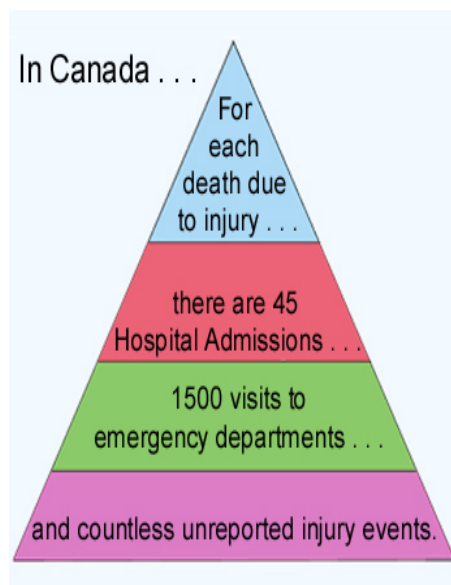 In Canada . . .
For
each
death due
to injury . . .
there are 45
Hospital Admissions . . .
1500 visits to
emergency departments . . .
and countless unreported injury events.